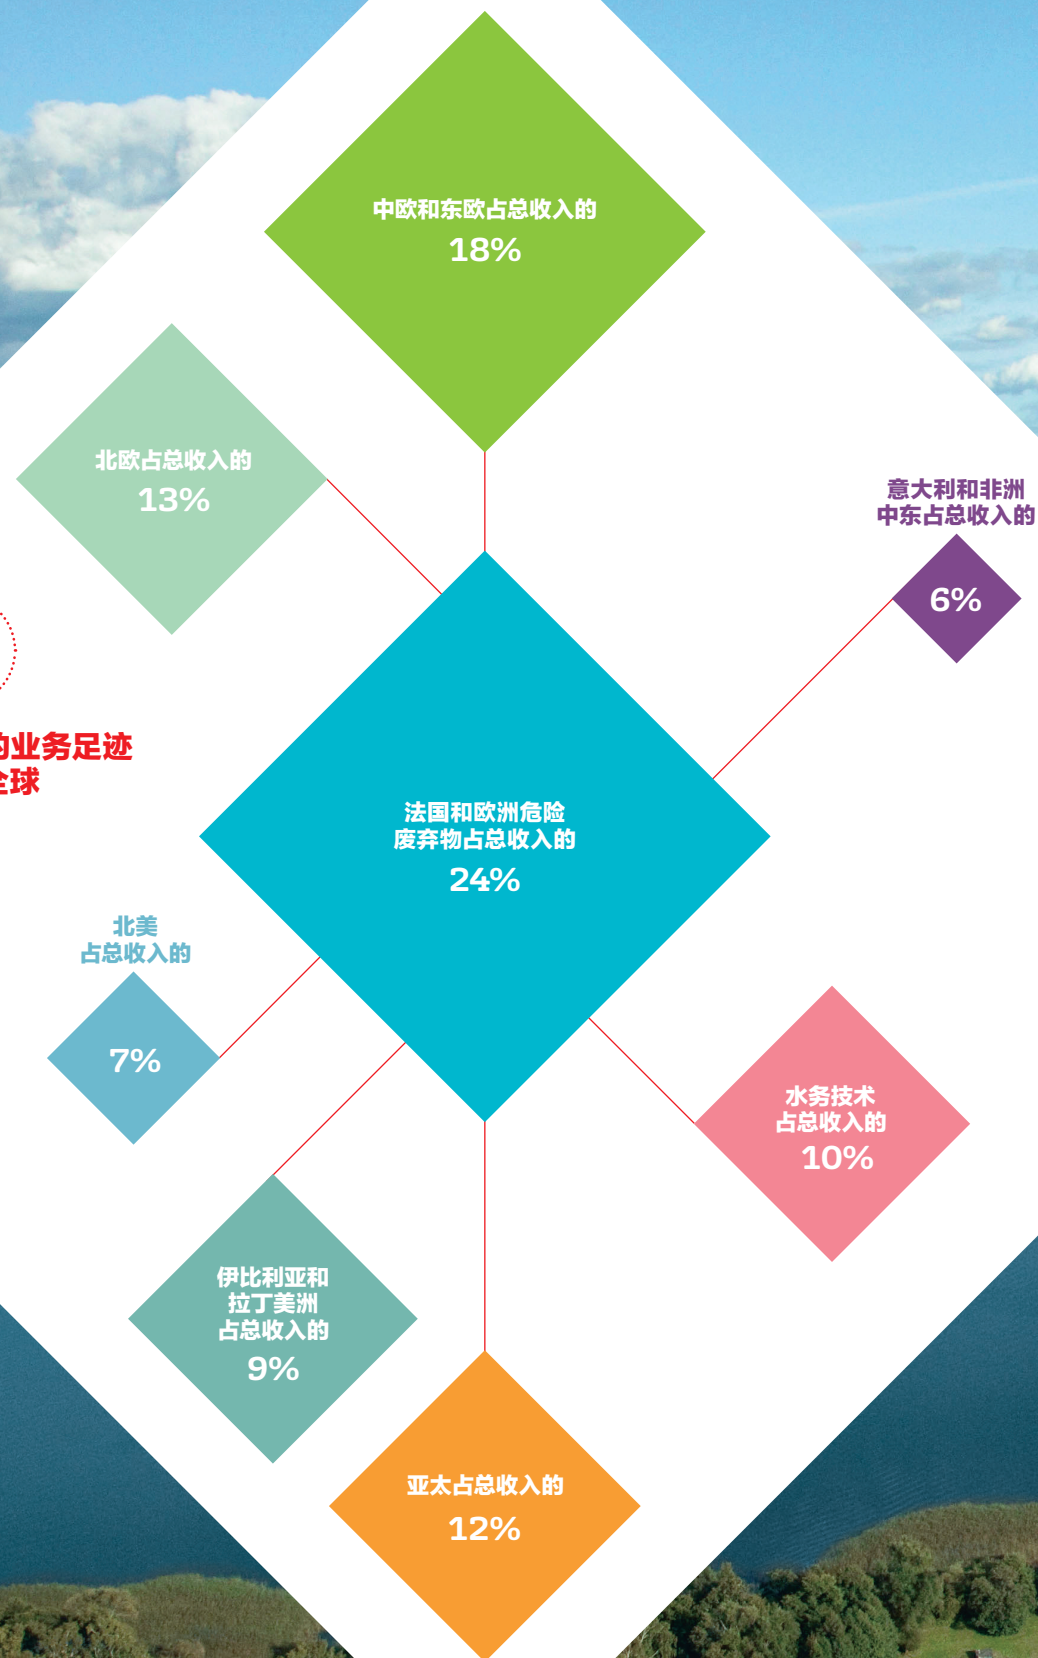 中欧和东欧占总收入的
18%
北欧占总收入的
13%
意大利和非洲
中东占总收入的
6%
的业务足迹
全球
法国和欧洲危险
废弃物占总收入的
24%
北美
占总收入的
7%
水务技术
占总收入的
10%
伊比利亚和
拉丁美洲
占总收入的
9%
亚太占总收入的
12%